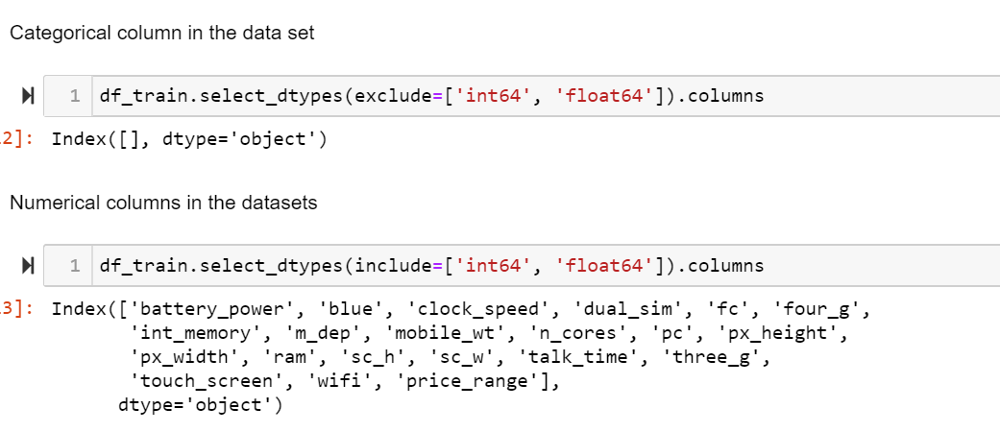 Categorical column in the data set
1 df_train.select_dtypes(exclude=['int64', 'float64']).columns
2]: Index([], dtype='object')
Numerical columns in the datasets
1 df_train.select_dtypes(include=['int64', 'float64']).columns
3]: Index(['battery_power', 'blue', 'clock_speed', 'dual_sim', 'fc', 'four_g',
'int_memory', 'm_dep', 'mobile_wt', 'n_cores', 'pc', 'px_height',
'px_width', 'ram', 'sc_h', 'sc_w', 'talk_time', 'three_g',
'touch_screen', 'wifi', 'price_range'],
dtype='object')